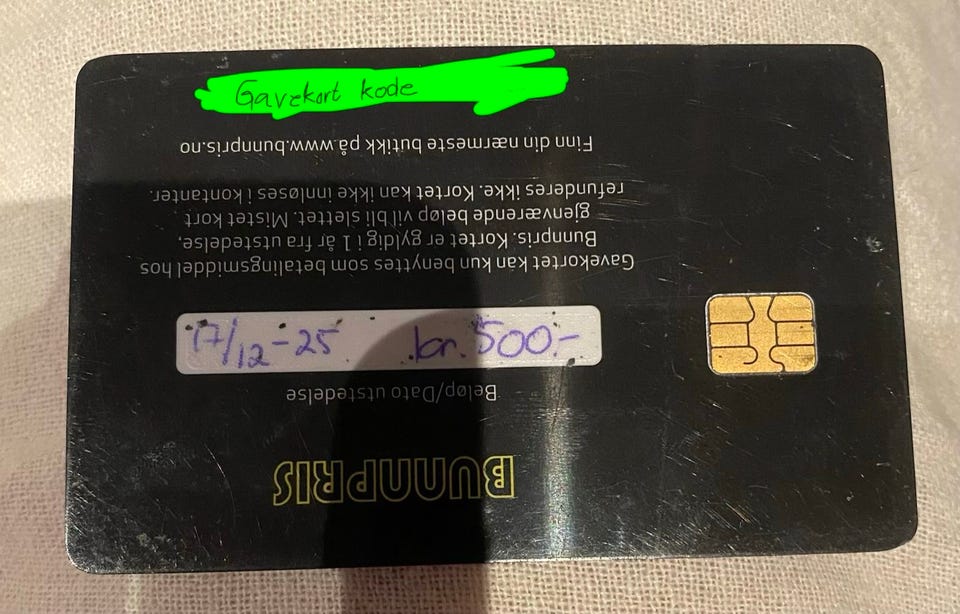 BUNNPRIS
Beløp/Dato utstedelse
17/12-25 kr. 500.-
Gavekortet kan kun benyttes som betalingsmiddel hos
Bunnpris. Kortet er gyldig i 1 år fra utstedelse,
gjenværende beløp vil bli slettet. Mistet kort
refunderes ikke. Kortet kan ikke innløses i kontanter.
Finn din nærmeste butikk på www.bunnpris.no
Gavekort kode